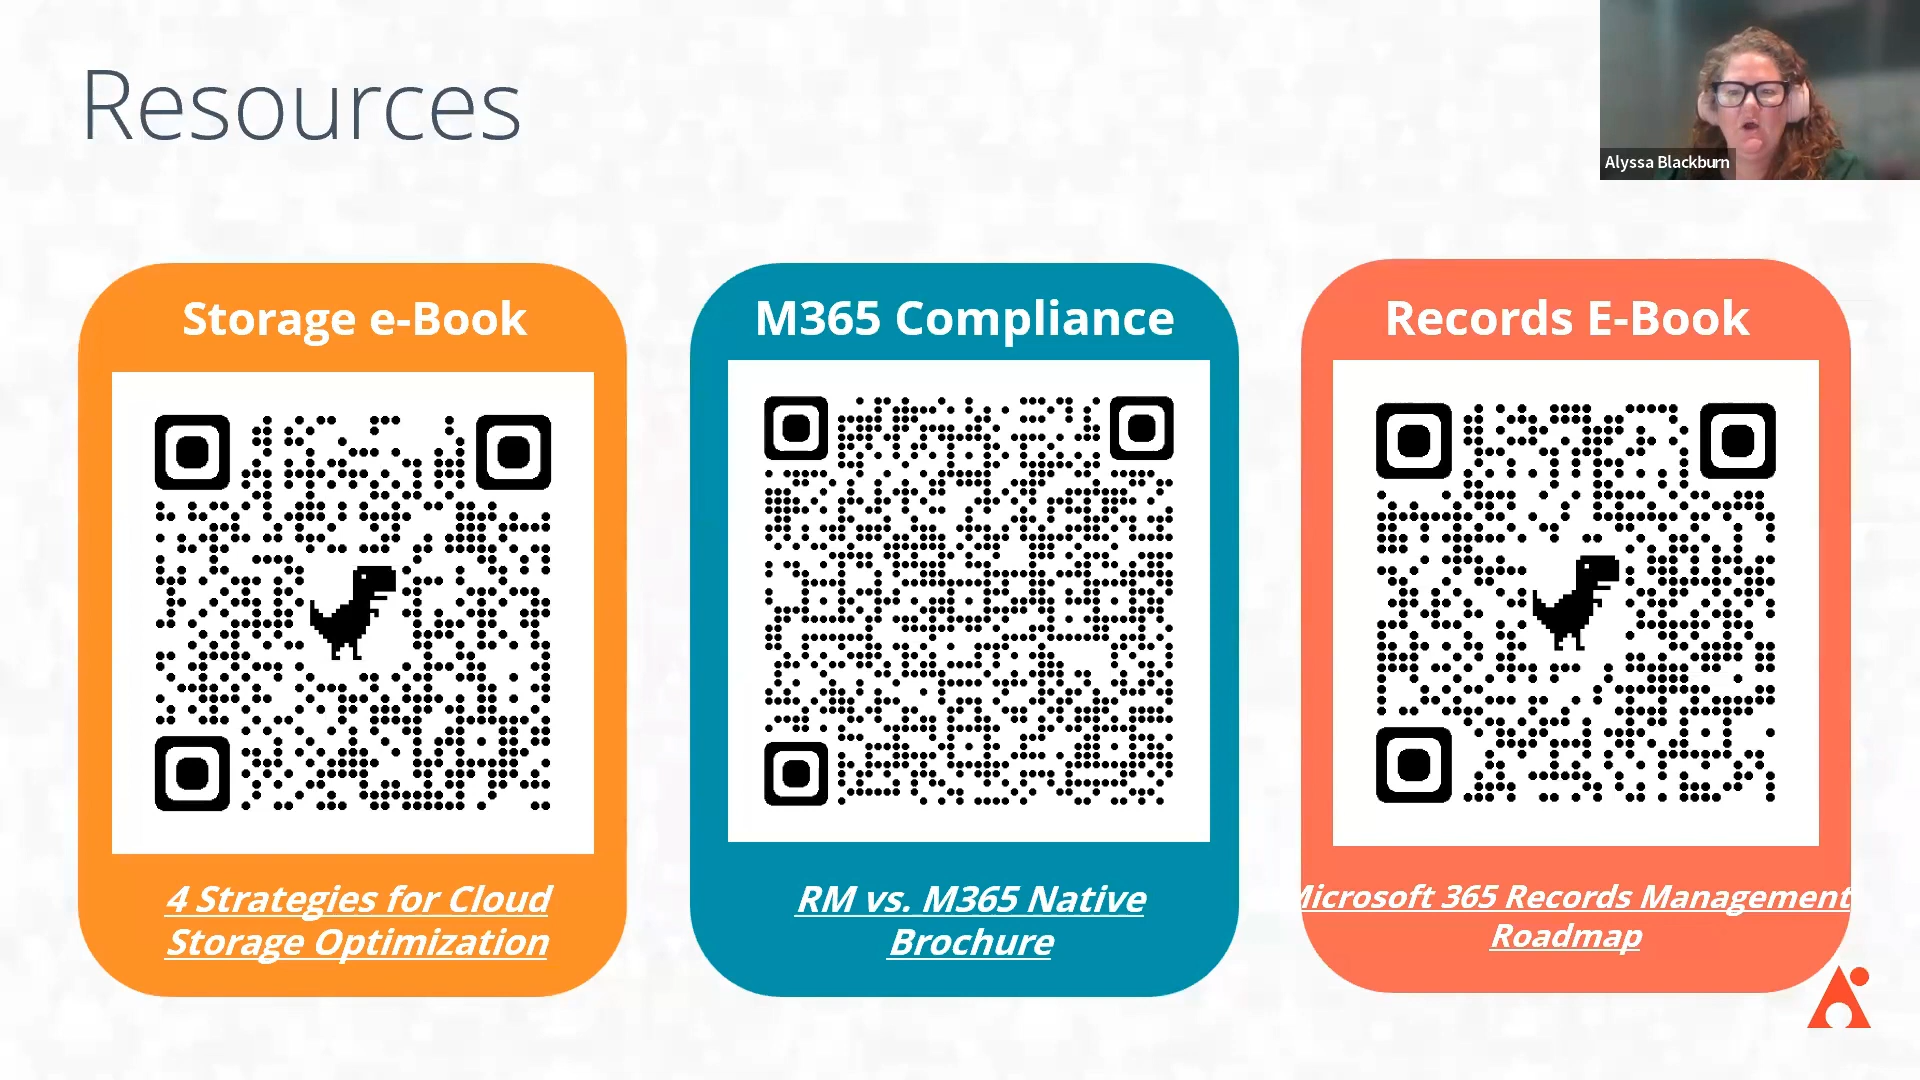 Resources
Alyssa Blackburn
Storage e-Book
4 Strategies for Cloud
Storage Optimization
M365 Compliance
RM vs. M365 Native
Brochure
Records E-Book
Microsoft 365 Records Management
Roadmap